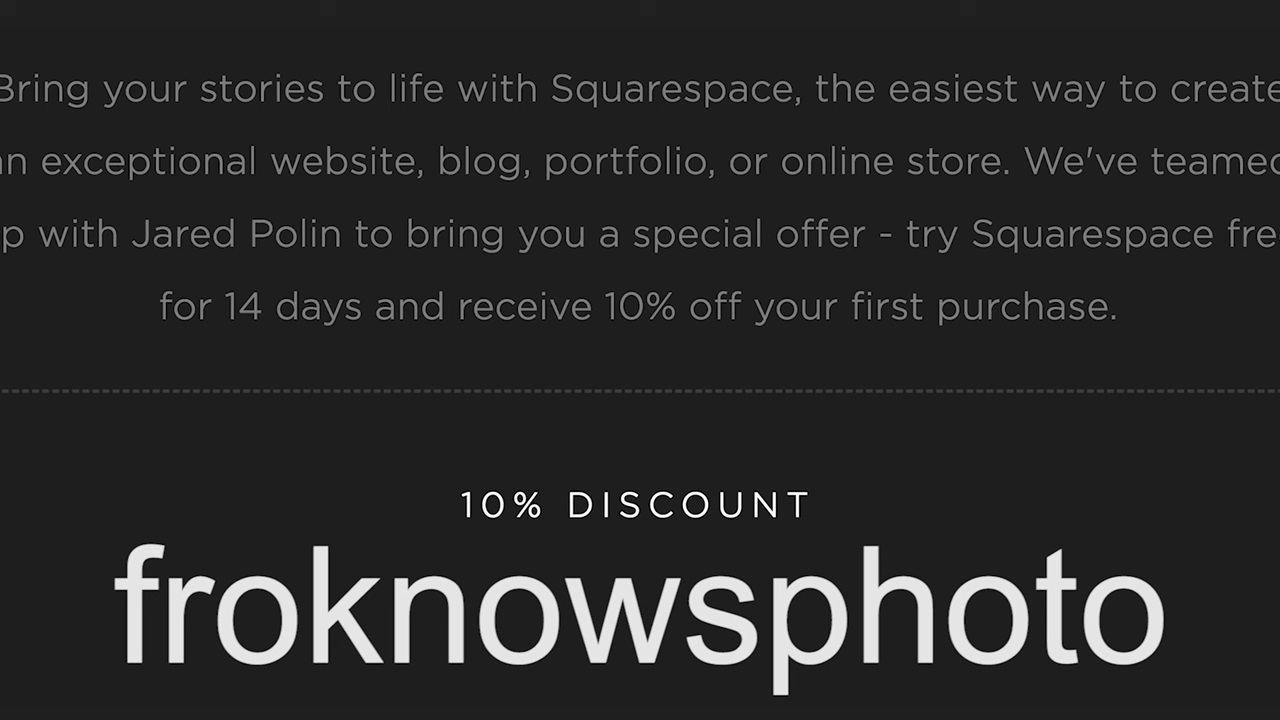 Bring your stories to life with Squarespace, the easiest way to create
an exceptional website, blog, portfolio, or online store. We've teamed
p with Jared Polin to bring you a special offer - try Squarespace fre
for 14 days and receive 10% off your first purchase.
10% DISCOUNT
froknowsphoto